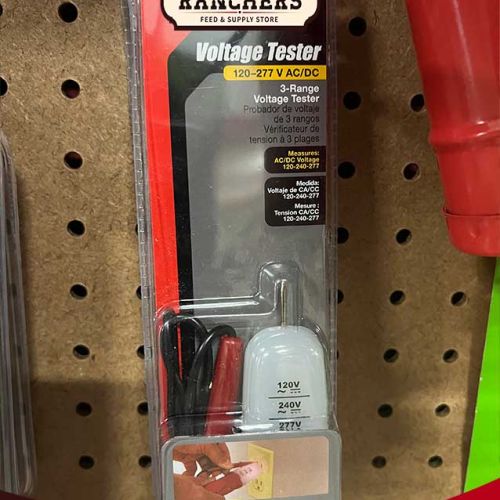 RANCHERS
FEED & SUPPLY STORE
Voltage Tester
120–277 V AC/DC
3-Range
Voltage Tester
Probador de voltaje
de 3 rangos
Vérificateur de
tension à 3 plages
Measures:
AC/DC Voltage
120-240-277
Medida:
Voltaje de CA/CC
120-240-277
Mesure :
Tension CA/CC
120-240-277
120V
240V
277V